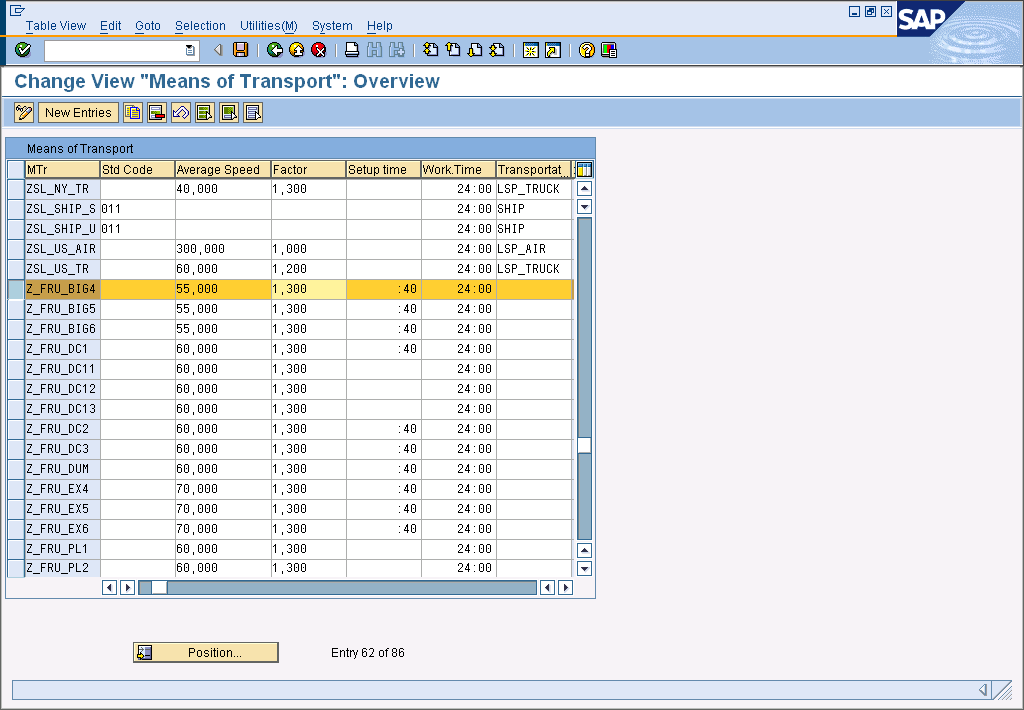 Table View Edit Goto Selection Utilities(M) System Help
SAP
Change View "Means of Transport": Overview
New Entries
Means of Transport
MTr Std Code Average Speed Factor Setup time Work.Time Transportat...
ZSL_NY_TR 40,000 1,300 24:00 LSP_TRUCK
ZSL_SHIP_S 011 24:00 SHIP
ZSL_SHIP_U 011 24:00 SHIP
ZSL_US_AIR 300,000 1,000 24:00 LSP_AIR
ZSL_US_TR 60,000 1,200 24:00 LSP_TRUCK
Z_FRU_BIG4 55,000 1,300 :40 24:00
Z_FRU_BIG5 55,000 1,300 :40 24:00
Z_FRU_BIG6 55,000 1,300 :40 24:00
Z_FRU_DC1 60,000 1,300 :40 24:00
Z_FRU_DC11 60,000 1,300 24:00
Z_FRU_DC12 60,000 1,300 24:00
Z_FRU_DC13 60,000 1,300 24:00
Z_FRU_DC2 60,000 1,300 :40 24:00
Z_FRU_DC3 60,000 1,300 :40 24:00
Z_FRU_DUM 60,000 1,300 :40 24:00
Z_FRU_EX4 70,000 1,300 :40 24:00
Z_FRU_EX5 70,000 1,300 :40 24:00
Z_FRU_EX6 70,000 1,300 :40 24:00
Z_FRU_PL1 60,000 1,300 24:00
Z_FRU_PL2 60,000 1,300 24:00
Position... Entry 62 of 86